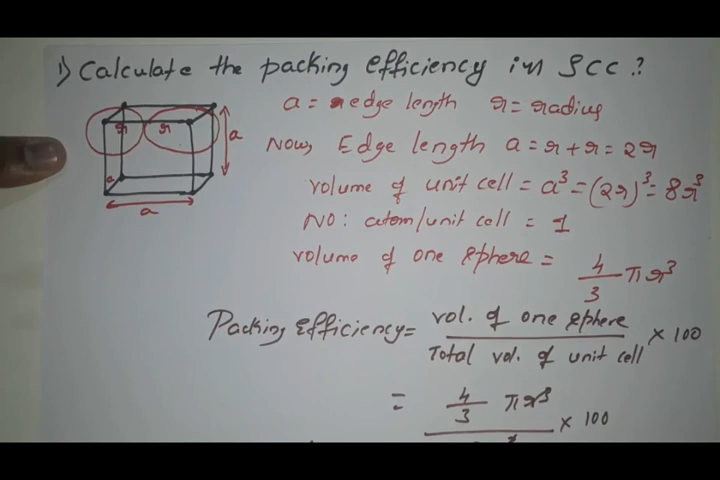 1) Calculate the packing efficiency in SCC?
a = edge length r = radius
r r a
a
a
Now, Edge length a = r + r = 2r
volume of unit cell = a³ = (2r)³ = 8r³
NO: atom/unit cell = 1
volume of one sphere = 4/3 πr³
Packing Efficiency = vol. of one sphere / Total vol. of unit cell × 100
= 4/3 πr³ / × 100